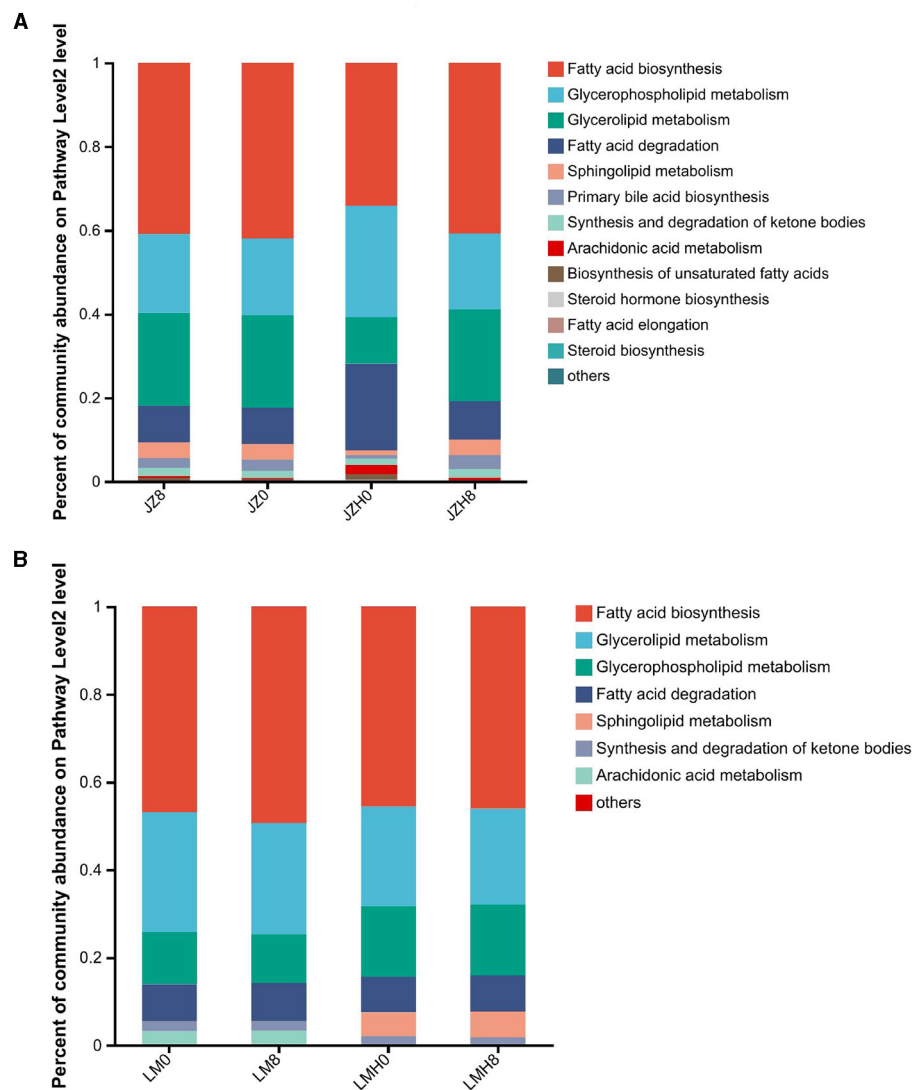 A
Percent of community abundance on Pathway Level2 level
1
0.8
0.6
0.4
0.2
0
JZ8
JZ0
JZH0
JZH8
Fatty acid biosynthesis
Glycerophospholipid metabolism
Glycerolipid metabolism
Fatty acid degradation
Sphingolipid metabolism
Primary bile acid biosynthesis
Synthesis and degradation of ketone bodies
Arachidonic acid metabolism
Biosynthesis of unsaturated fatty acids
Steroid hormone biosynthesis
Fatty acid elongation
Steroid biosynthesis
others
B
Percent of community abundance on Pathway Level2 level
1
0.8
0.6
0.4
0.2
0
LM0
LM8
LMH0
LMH8
Fatty acid biosynthesis
Glycerolipid metabolism
Glycerophospholipid metabolism
Fatty acid degradation
Sphingolipid metabolism
Synthesis and degradation of ketone bodies
Arachidonic acid metabolism
others